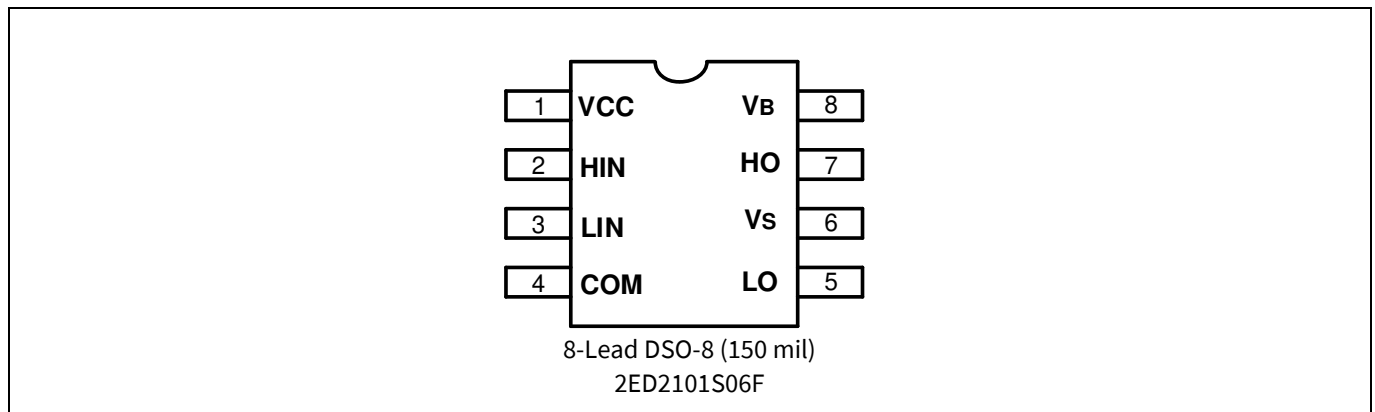 1 VCC VB 8
2 HIN HO 7
3 LIN VS 6
4 COM LO 5
8-Lead DSO-8 (150 mil)
2ED2101S06F